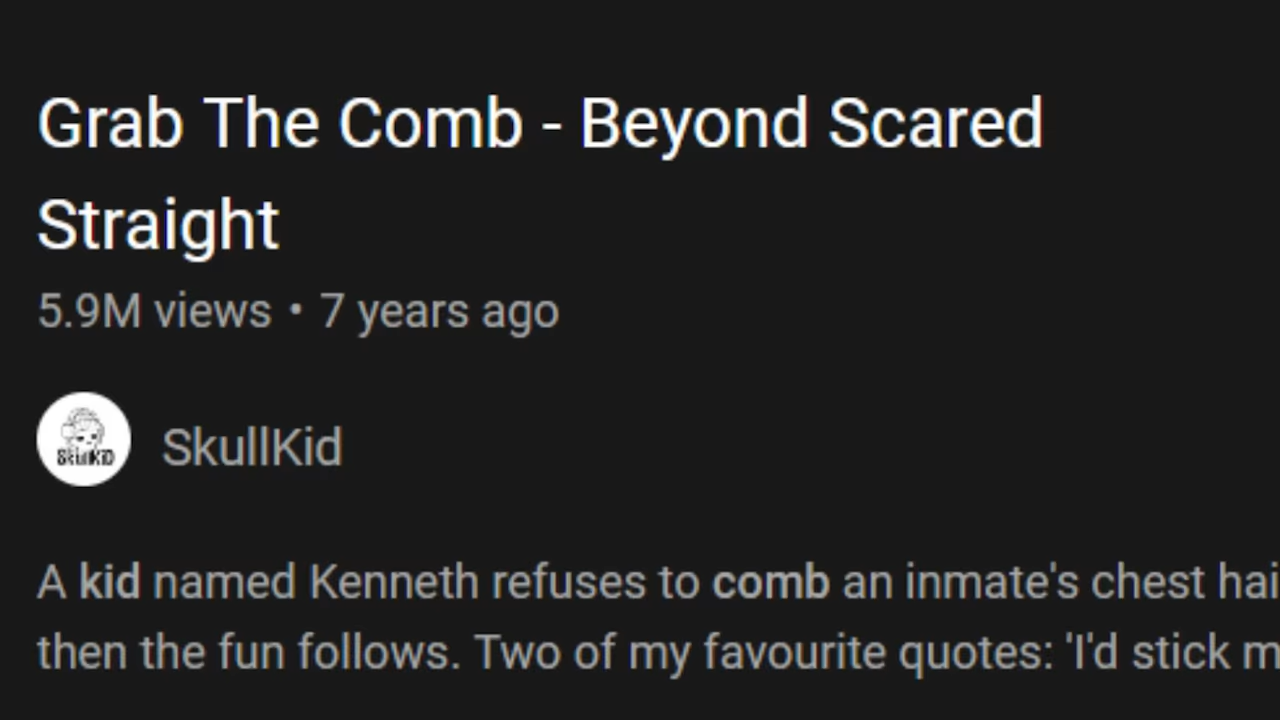 Grab The Comb - Beyond Scared
Straight
5.9M views • 7 years ago
SkullKid
SkullKid
A kid named Kenneth refuses to comb an inmate's chest hai
then the fun follows. Two of my favourite quotes: 'I'd stick m